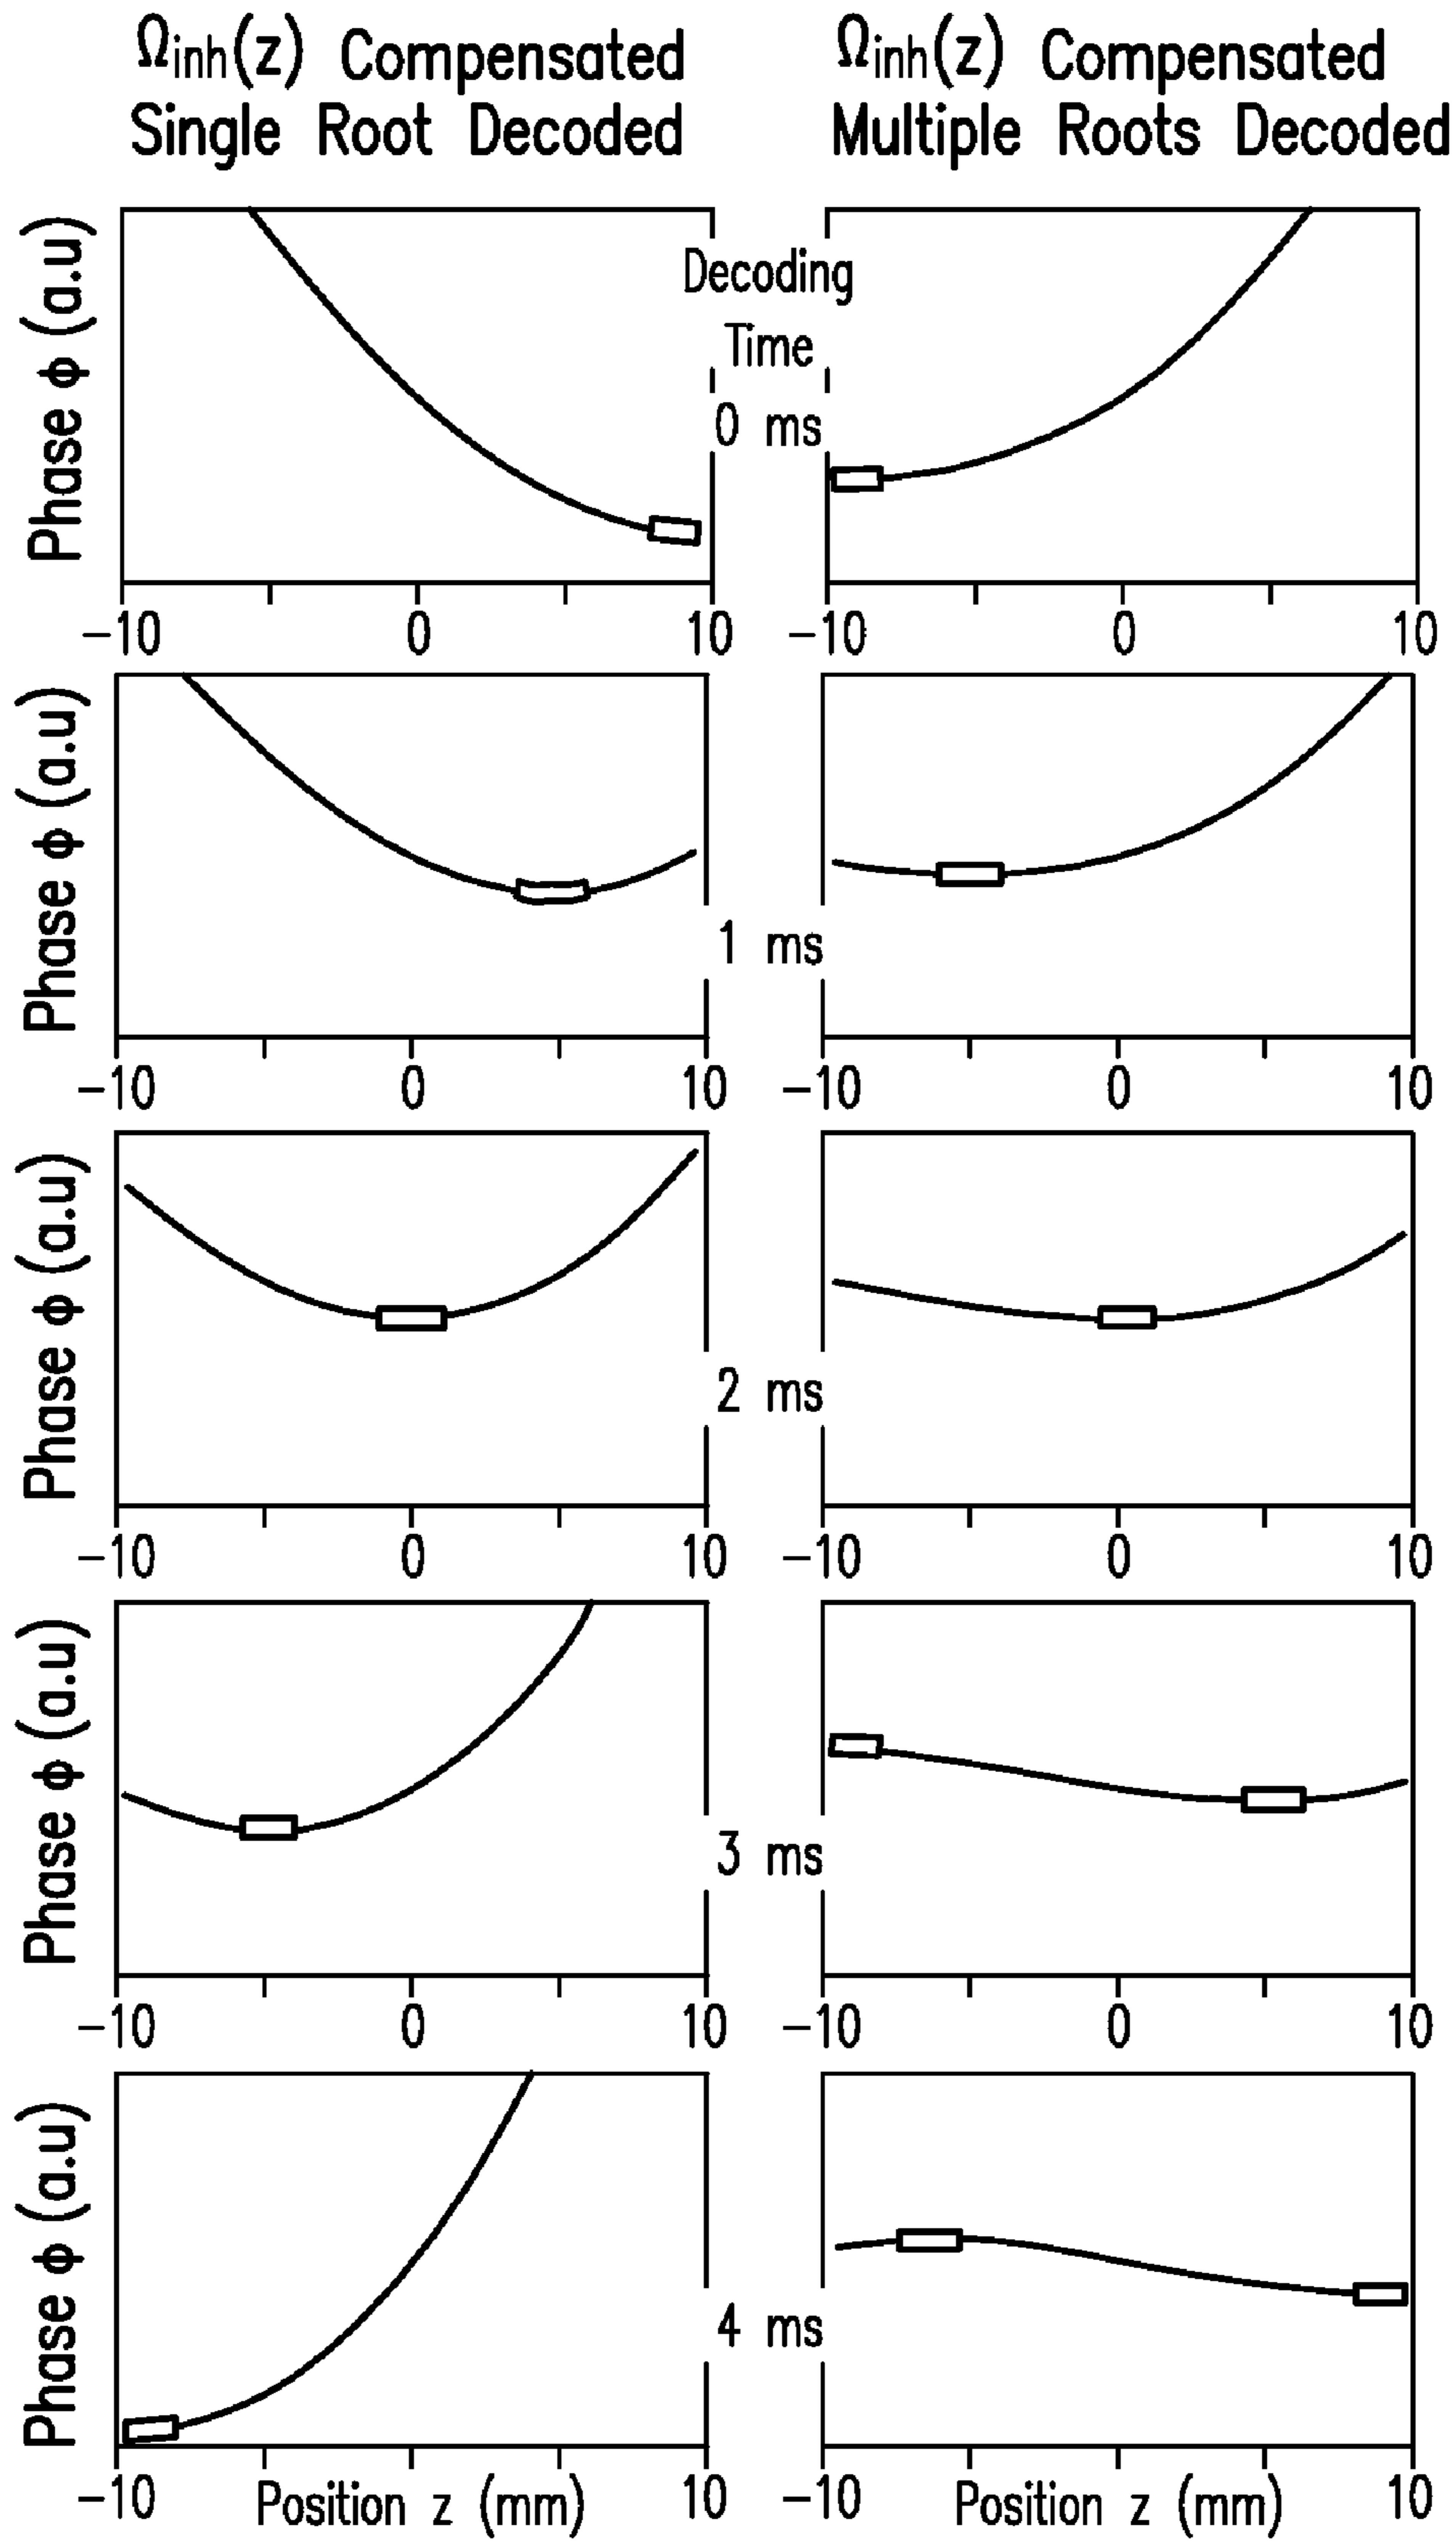 Ωinh(z) Compensated
Single Root Decoded
Ωinh(z) Compensated
Multiple Roots Decoded
Phase ϕ (a.u)
Decoding
Time
0 ms
-10 0 10
-10 0 10
Phase ϕ (a.u)
1 ms
-10 0 10
-10 0 10
Phase ϕ (a.u)
2 ms
-10 0 10
-10 0 10
Phase ϕ (a.u)
3 ms
-10 0 10
-10 0 10
Phase ϕ (a.u)
4 ms
-10 Position z (mm) 10
-10 Position z (mm) 10